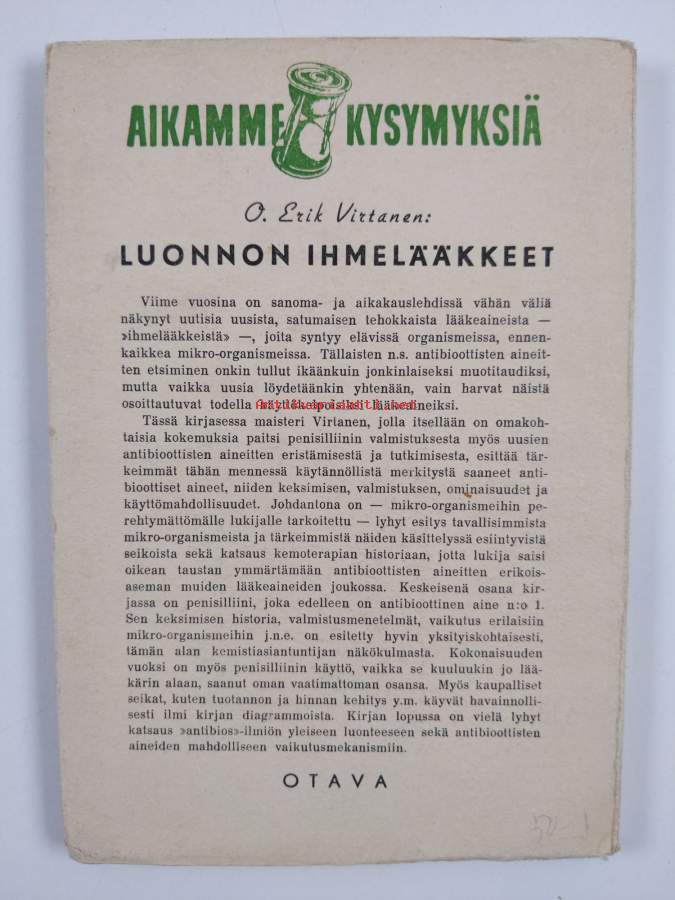 AIKAMME KYSYMYKSIÄ
O. Erik Virtanen:
LUONNON IHMELÄÄKKEET
Viime vuosina on sanoma- ja aikakauslehdissä vähän väliä
näkynyt uutisia uusista, satumaisen tehokkaista lääkeaineista —
»ihmelääkkeistä» —, joita syntyy elävissä organismeissa, ennen-
kaikkea mikro-organismeissa. Tällaisten n.s. antibioottisten aineit-
ten etsiminen onkin tullut ikäänkuin jonkinlaiseksi muotitaudiksi,
mutta vaikka uusia löydetäänkin yhtenään, vain harvat näistä
osoittautuvat todella käyttökelpoisiksi lääkeaineiksi.
Tässä kirjasessa maisteri Virtanen, jolla itsellään on omakoh-
taisia kokemuksia paitsi penisilliinin valmistuksesta myös uusien
antibioottisten aineitten eristämisestä ja tutkimisesta, esittää tär-
keimmät tähän mennessä käytännöllistä merkitystä saaneet anti-
bioottiset aineet, niiden keksimisen, valmistuksen, ominaisuudet ja
käyttömahdollisuudet. Johdantona on — mikro-organismeihin pe-
rehtymättömälle lukijalle tarkoitettu — lyhyt esitys tavallisimmista
mikro-organismeista ja tärkeimmistä näiden käsittelyssä esiintyvistä
seikoista sekä katsaus kemoterapian historiaan, jotta lukija saisi
oikean taustan ymmärtämään antibioottisten aineitten erikois-
aseman muiden lääkeaineiden joukossa. Keskeisenä osana kir-
jassa on penisilliini, joka edelleen on antibioottinen aine n:o 1.
Sen keksimisen historia, valmistusmenetelmät, vaikutus erilaisiin
mikro-organismeihin j.n.e. on esitetty hyvin yksityiskohtaisesti,
tämän alan kemistiasiantuntijan näkökulmasta. Kokonaisuuden
vuoksi on myös penisilliinin käyttö, vaikka se kuuluukin jo lää-
kärin alaan, saanut oman vaatimattoman osansa. Myös kaupalliset
seikat, kuten tuotannon ja hinnan kehitys y.m. käyvät havainnolli-
sesti ilmi kirjan diagrammoista. Kirjan lopussa on vielä lyhyt
katsaus »antibios»-ilmiön yleiseen luonteeseen sekä antibioottisten
aineiden mahdolliseen vaikutusmekanismiin.
OTAVA